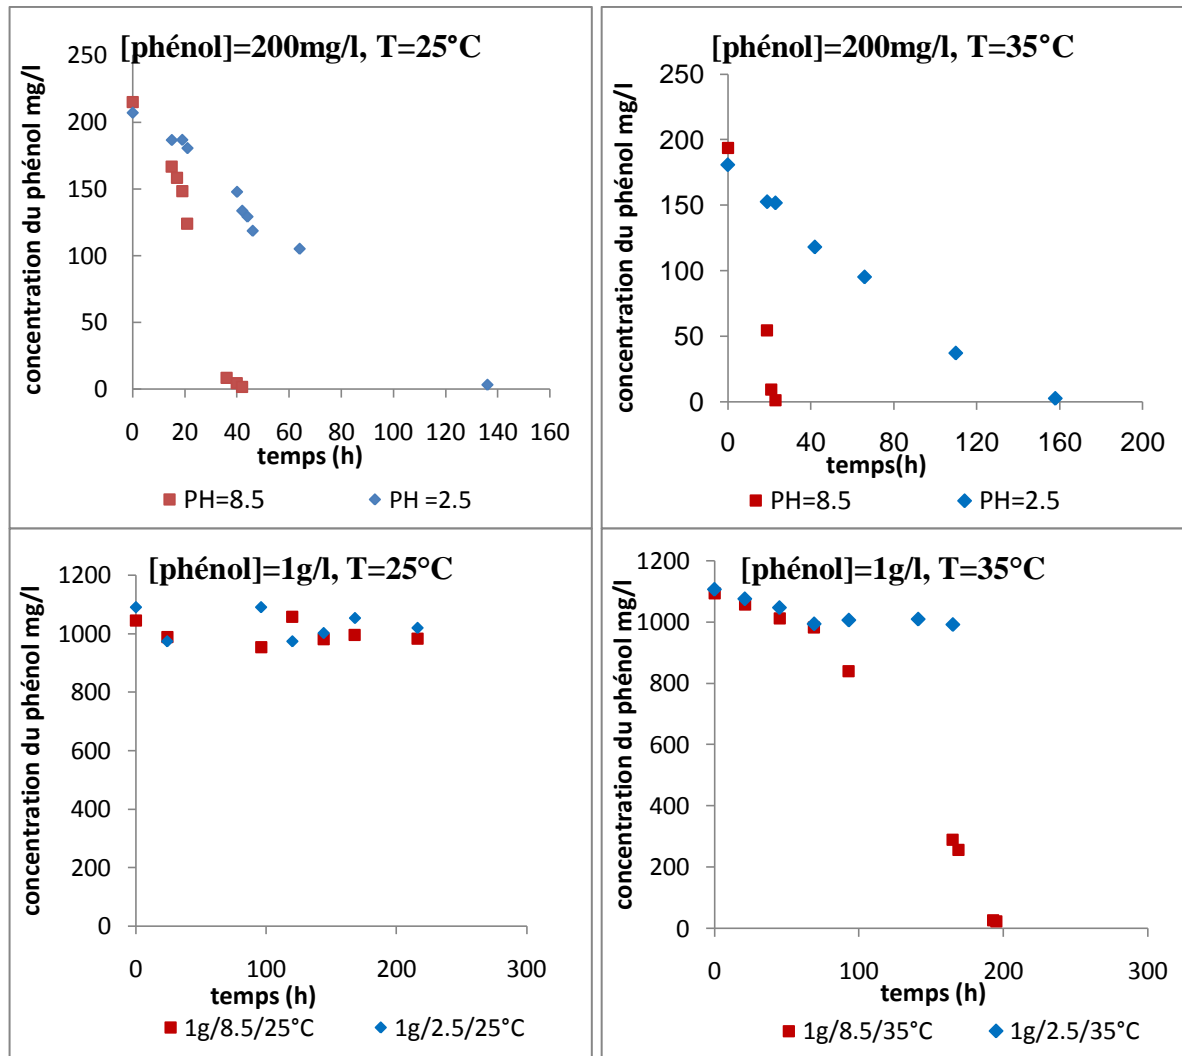 [phénol]=200mg/l, T=25°C
concentration du phénol mg/l
250
200
150
100
50
0
0 20 40 60 80 100 120 140 160
temps (h)
PH=8.5 PH =2.5
[phénol]=200mg/l, T=35°C
concentration du phénol mg/l
250
200
150
100
50
0
0 40 80 120 160 200
temps(h)
PH=8.5 PH=2.5
[phénol]=1g/l, T=25°C
concentration du phénol mg/l
1200
1000
800
600
400
200
0
0 100 200 300
temps (h)
1g/8.5/25°C 1g/2.5/25°C
[phénol]=1g/l, T=35°C
concentration du phénol mg/l
1200
1000
800
600
400
200
0
0 100 200 300
temps (h)
1g/8.5/35°C 1g/2.5/35°C